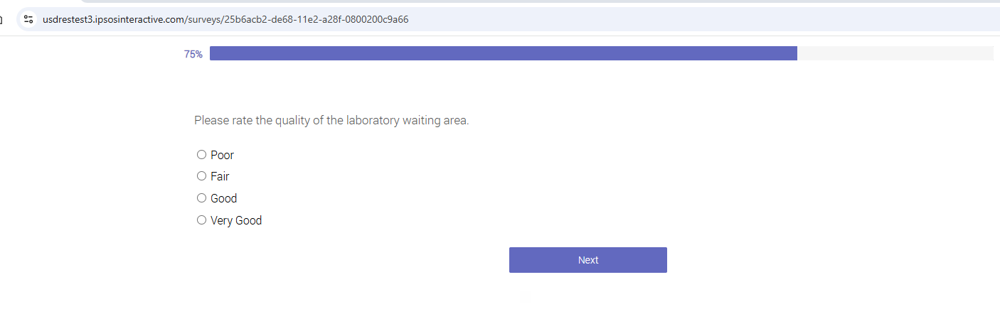 usdrestest3.ipsosinteractive.com/surveys/25b6acb2-de68-11e2-a28f-0800200c9a66
75%
Please rate the quality of the laboratory waiting area.
Poor
Fair
Good
Very Good
Next